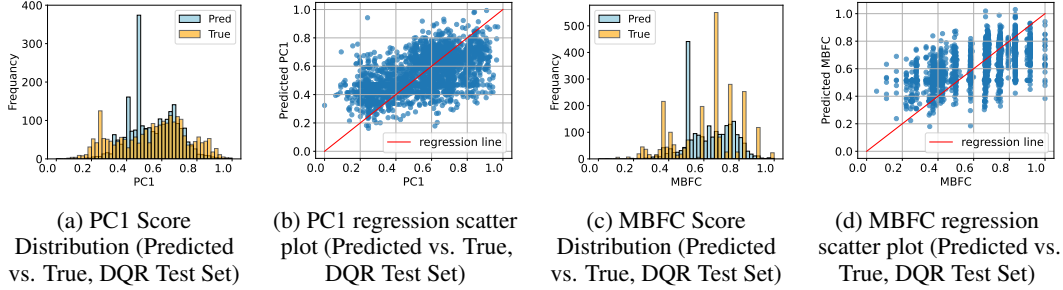 400
300
200
100
0
Frequency
Pred
True
0.2
0.4
0.6
0.8
1.0
PC1
1.0
0.8
0.6
0.4
0.2
0.0
Predicted PC1
regression line
0.0
0.2
0.4
0.6
0.8
1.0
PC1
500
400
300
200
100
0
Frequency
Pred
True
0.0
0.2
0.4
0.6
0.8
1.0
MBFC
1.0
0.8
0.6
0.4
0.2
0.0
Predicted MBFC
regression line
0.0
0.2
0.4
0.6
0.8
1.0
MBFC
(a) PC1 Score
Distribution (Predicted
vs. True, DQR Test Set)
(b) PC1 regression scatter
plot (Predicted vs. True,
DQR Test Set)
(c) MBFC Score
Distribution (Predicted
vs. True, DQR Test Set)
(d) MBFC regression
scatter plot (Predicted vs.
True, DQR Test Set)